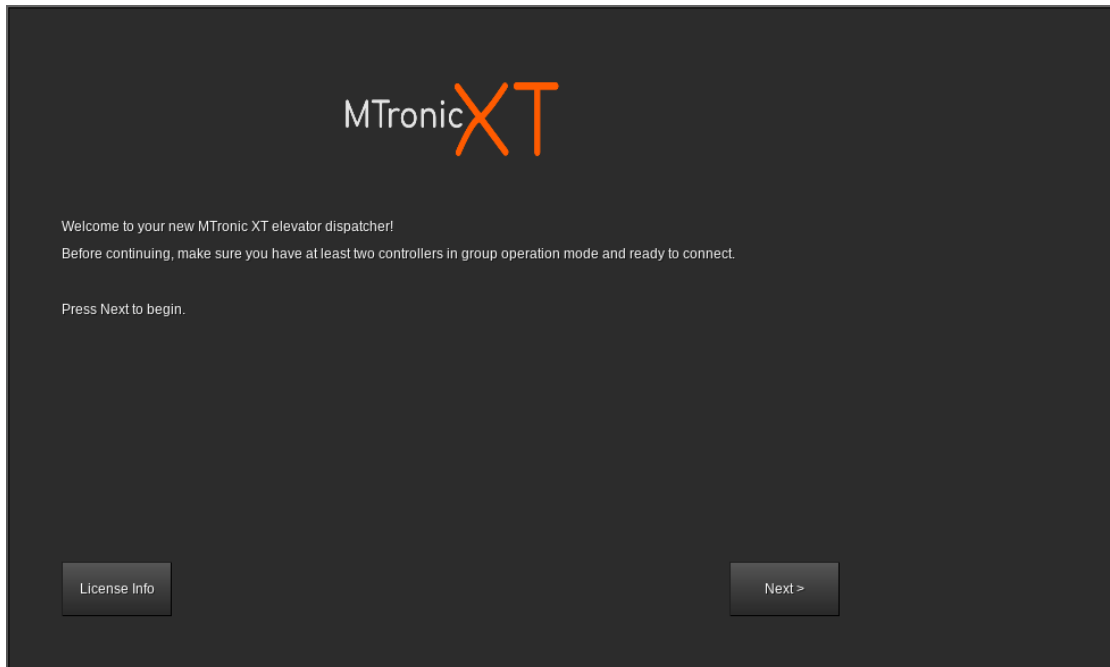 MTronicXT
Welcome to your new MTronic XT elevator dispatcher!
Before continuing, make sure you have at least two controllers in group operation mode and ready to connect.
Press Next to begin.
License Info
Next >